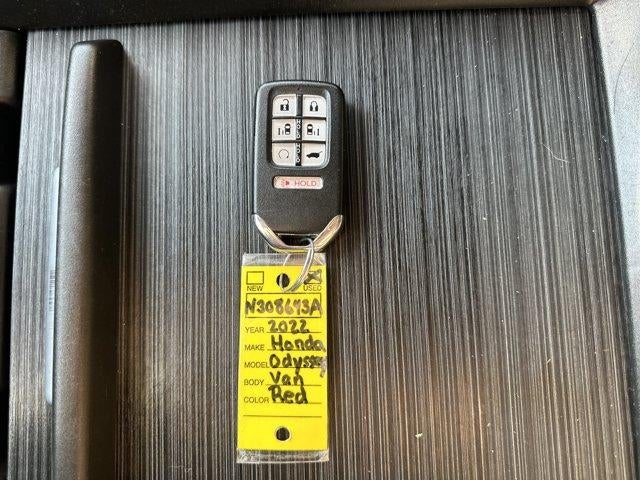 HOLD
NEW USED
N308643A
YEAR 2022
MAKE Honda
MODEL Odyssey
BODY Van
COLOR Red